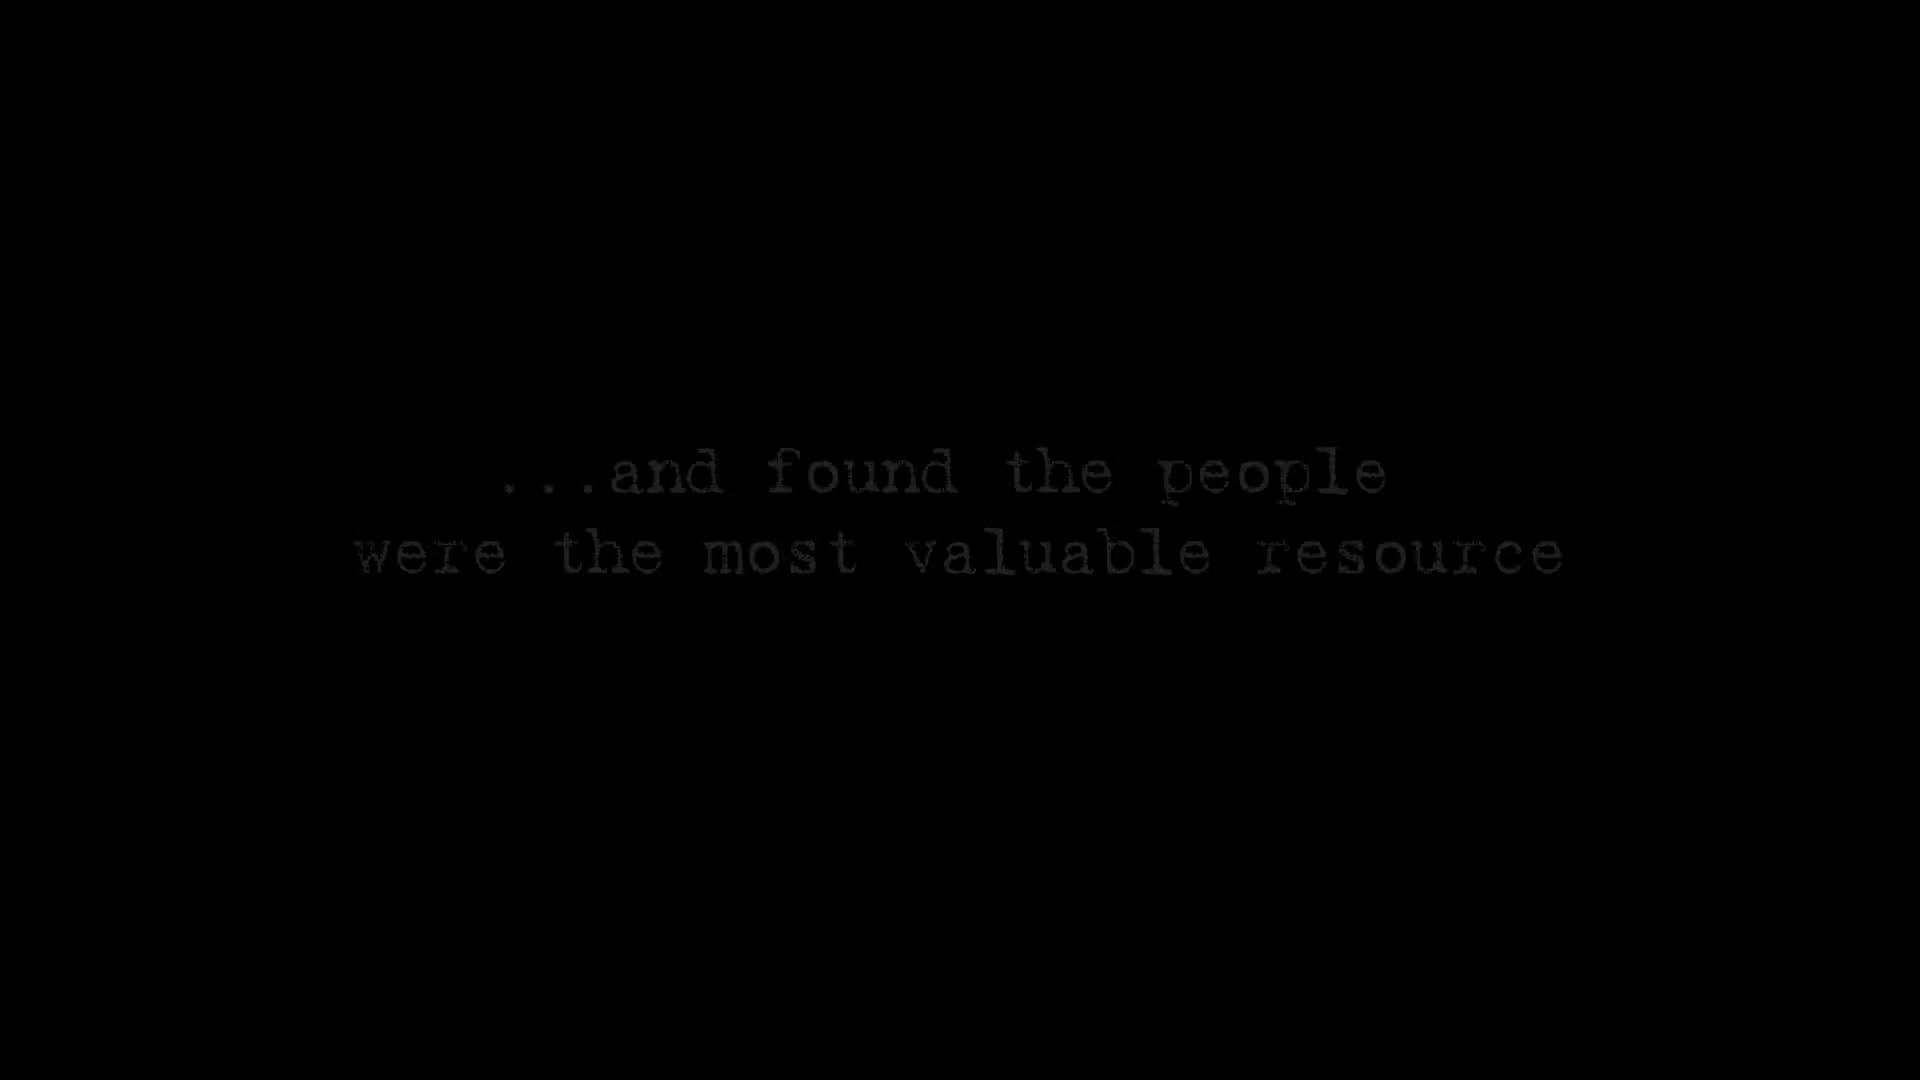 ...and found the people
were the most valuable resource